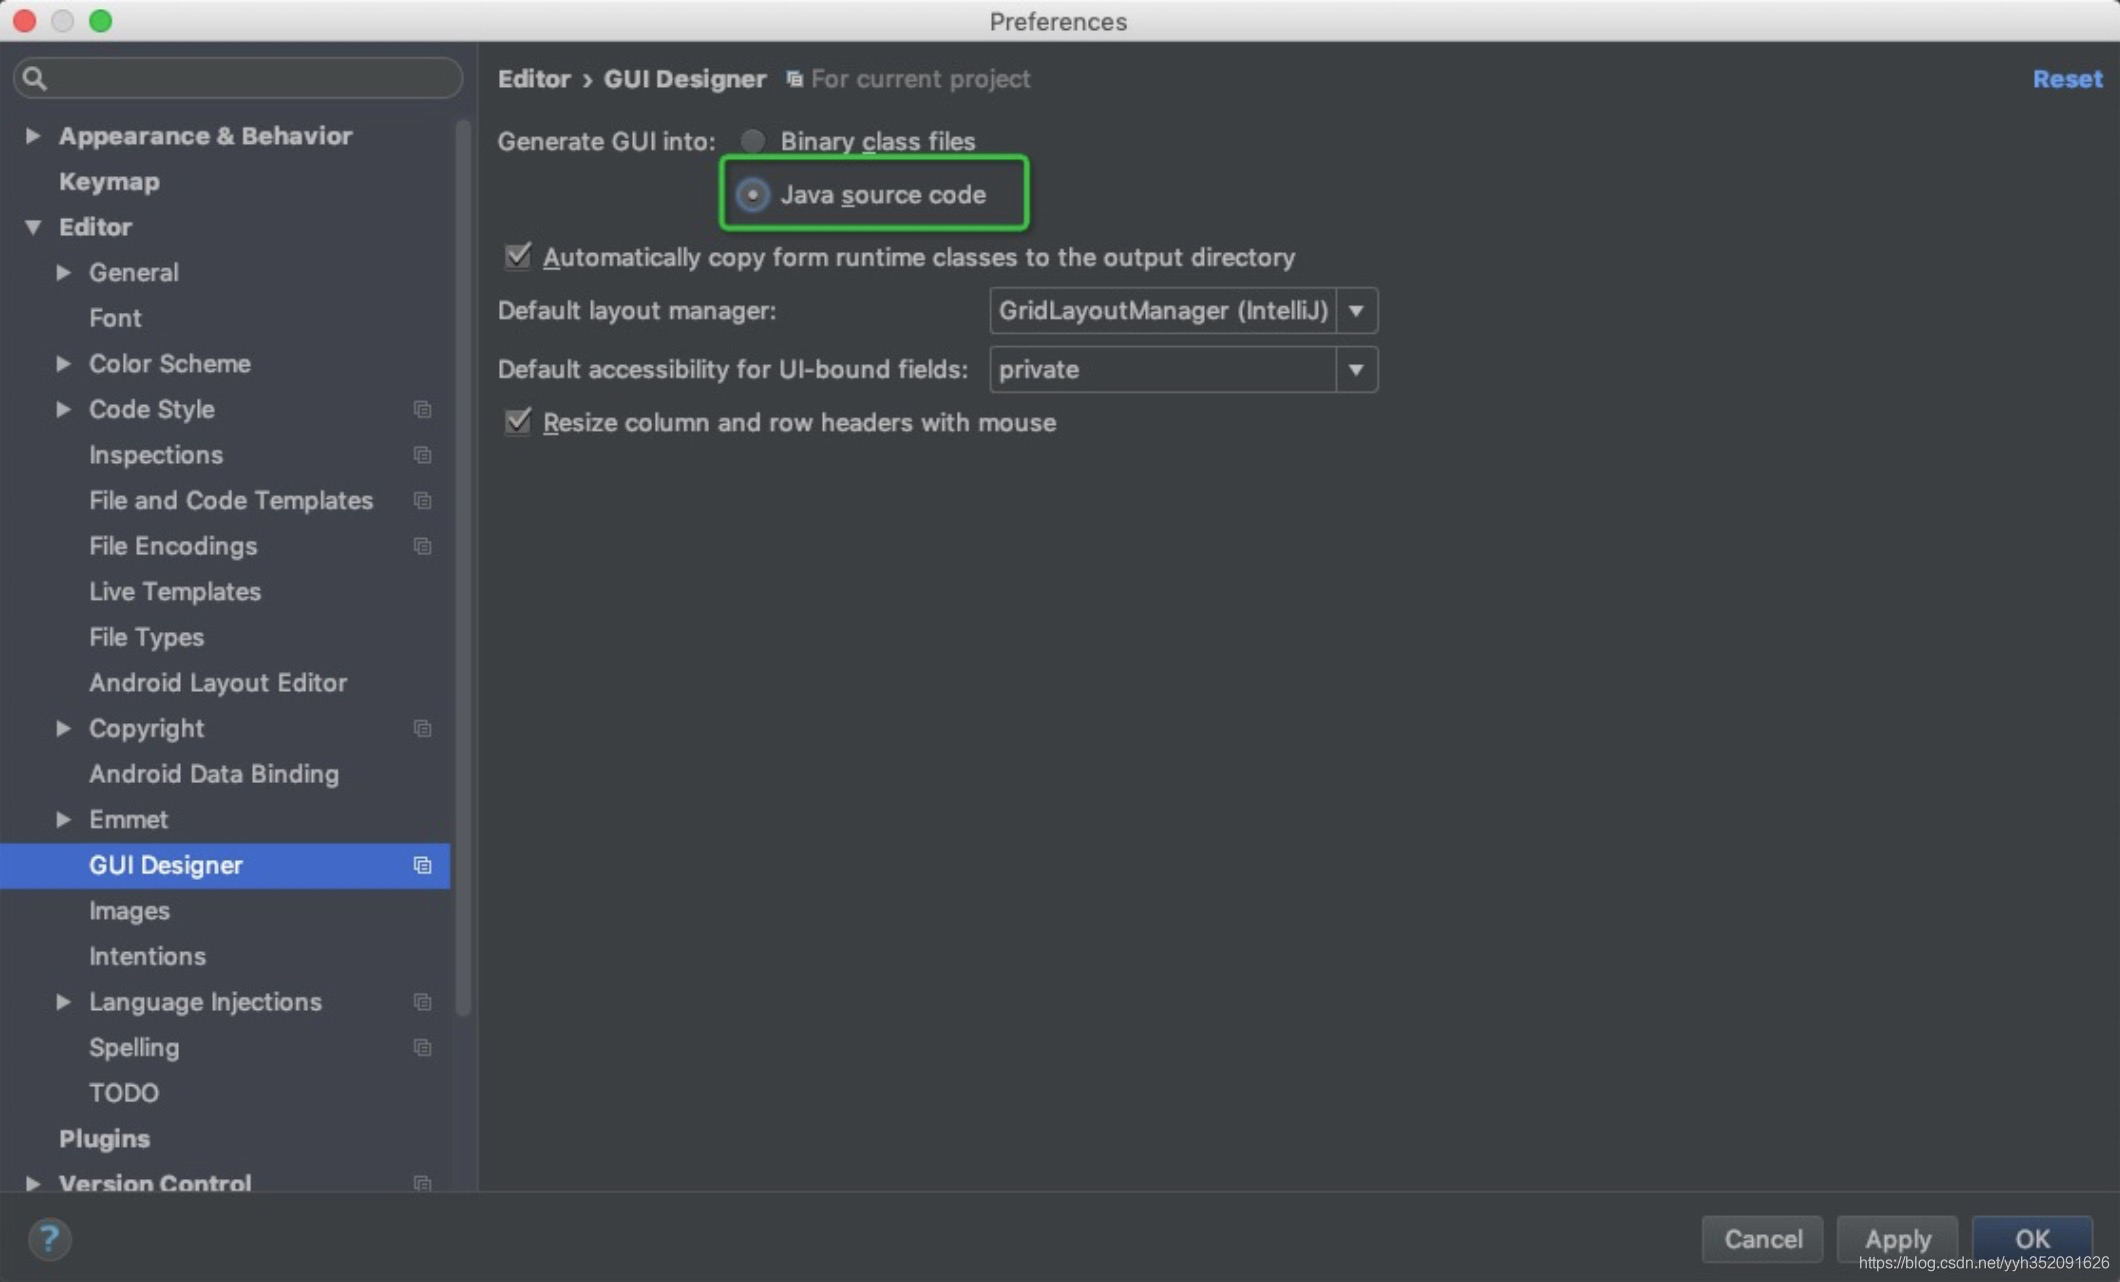 Preferences
Appearance & Behavior
Keymap
Editor
General
Font
Color Scheme
Code Style
Inspections
File and Code Templates
File Encodings
Live Templates
File Types
Android Layout Editor
Copyright
Android Data Binding
Emmet
GUI Designer
Images
Intentions
Language Injections
Spelling
TODO
Plugins
Version Control
Editor › GUI Designer For current project
Reset
Generate GUI into: Binary class files
Java source code
Automatically copy form runtime classes to the output directory
Default layout manager: GridLayoutManager (IntelliJ)
Default accessibility for UI-bound fields: private
Resize column and row headers with mouse
?
Cancel Apply OK
https://blog.csdn.net/yyh352091626